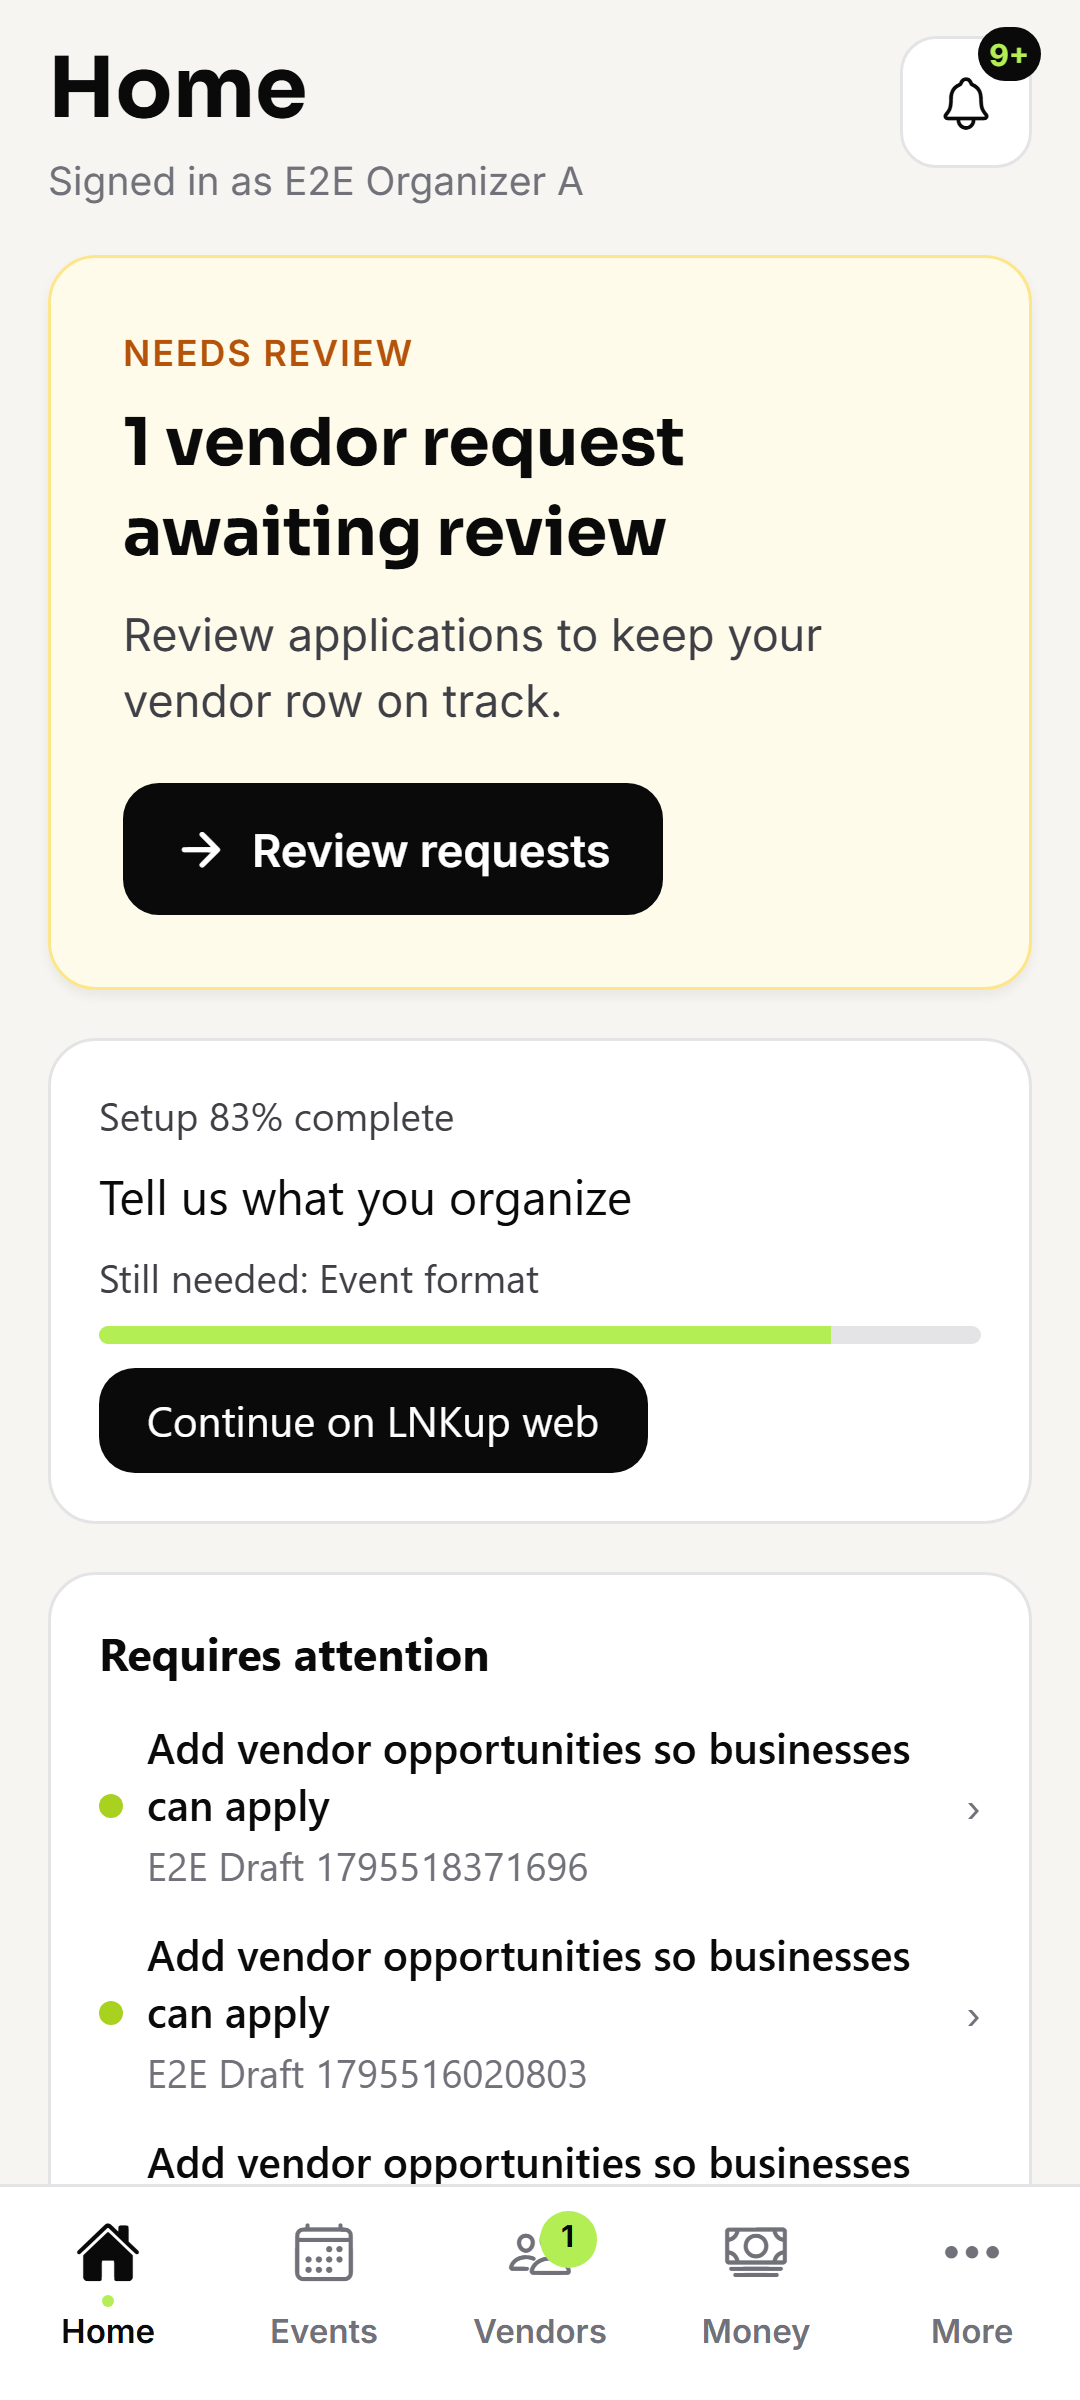 Home
9+
Signed in as E2E Organizer A
NEEDS REVIEW
1 vendor request
awaiting review
Review applications to keep your
vendor row on track.
→ Review requests
Setup 83% complete
Tell us what you organize
Still needed: Event format
Continue on LNKup web
Requires attention
Add vendor opportunities so businesses
can apply
›
E2E Draft 1795518371696
Add vendor opportunities so businesses
can apply
›
E2E Draft 1795516020803
Add vendor opportunities so businesses
1
Home
Events
Vendors
Money
More